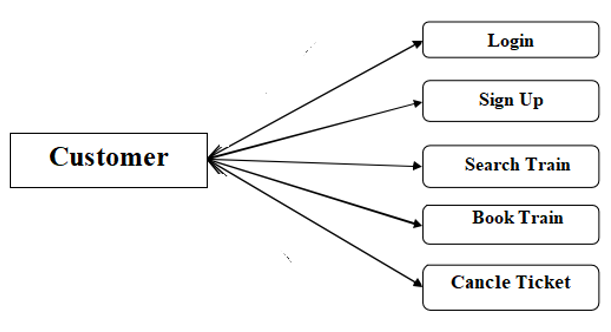 Login
Sign Up
Customer
Search Train
Book Train
Cancle Ticket